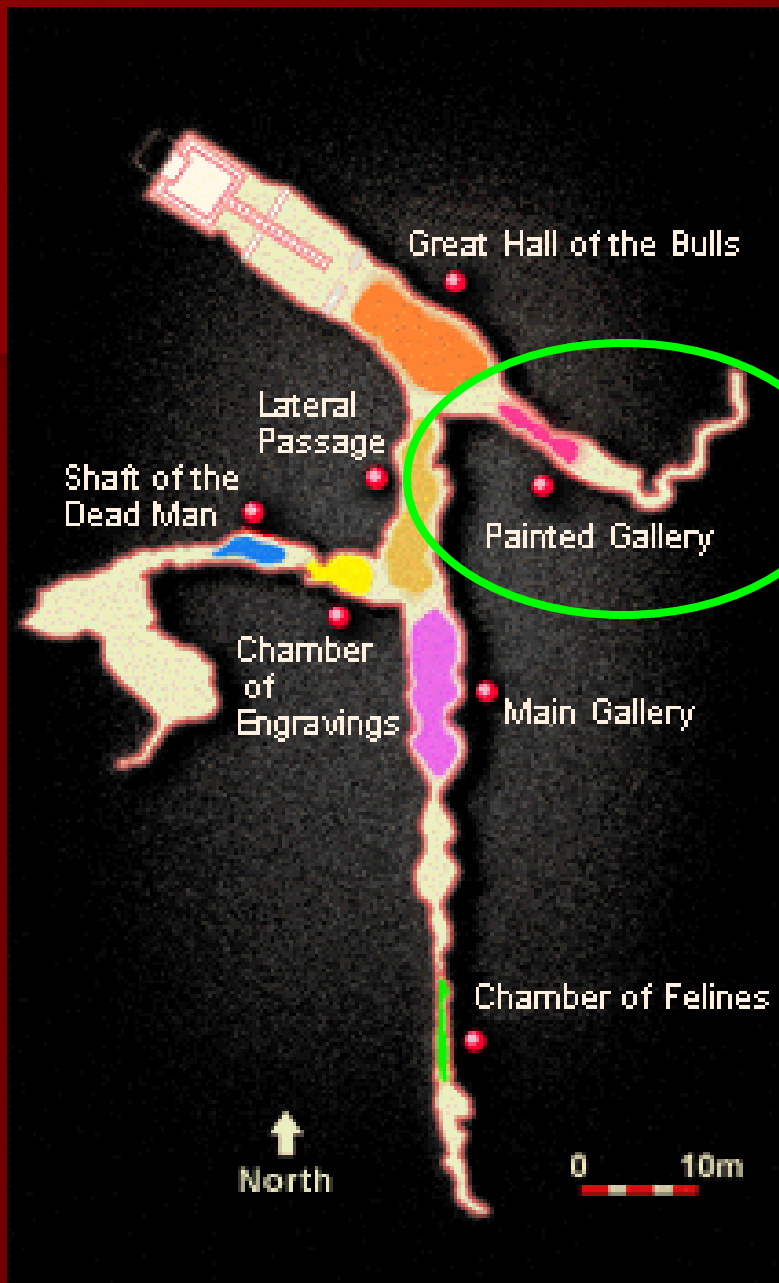 Great Hall of the Bulls
Lateral
Passage
Shaft of the
Dead Man
Painted Gallery
Chamber
of
Engravings
Main Gallery
Chamber of Felines
North
0 10m